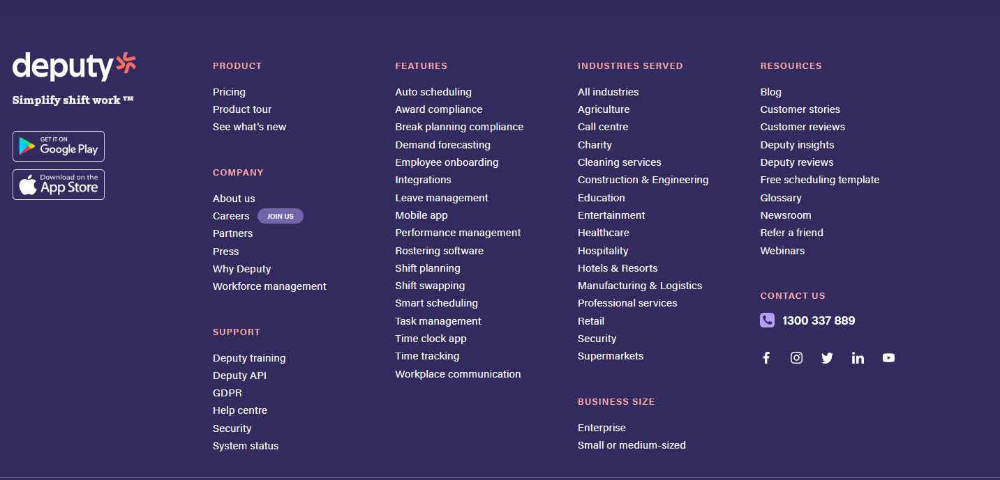 deputy
Simplify shift work ™
GET IT ON
Google Play
Download on the
App Store
PRODUCT
Pricing
Product tour
See what's new
COMPANY
About us
Careers JOIN US
Partners
Press
Why Deputy
Workforce management
SUPPORT
Deputy training
Deputy API
GDPR
Help centre
Security
System status
FEATURES
Auto scheduling
Award compliance
Break planning compliance
Demand forecasting
Employee onboarding
Integrations
Leave management
Mobile app
Performance management
Rostering software
Shift planning
Shift swapping
Smart scheduling
Task management
Time clock app
Time tracking
Workplace communication
INDUSTRIES SERVED
All industries
Agriculture
Call centre
Charity
Cleaning services
Construction & Engineering
Education
Entertainment
Healthcare
Hospitality
Hotels & Resorts
Manufacturing & Logistics
Professional services
Retail
Security
Supermarkets
BUSINESS SIZE
Enterprise
Small or medium-sized
RESOURCES
Blog
Customer stories
Customer reviews
Deputy insights
Deputy reviews
Free scheduling template
Glossary
Newsroom
Refer a friend
Webinars
CONTACT US
1300 337 889